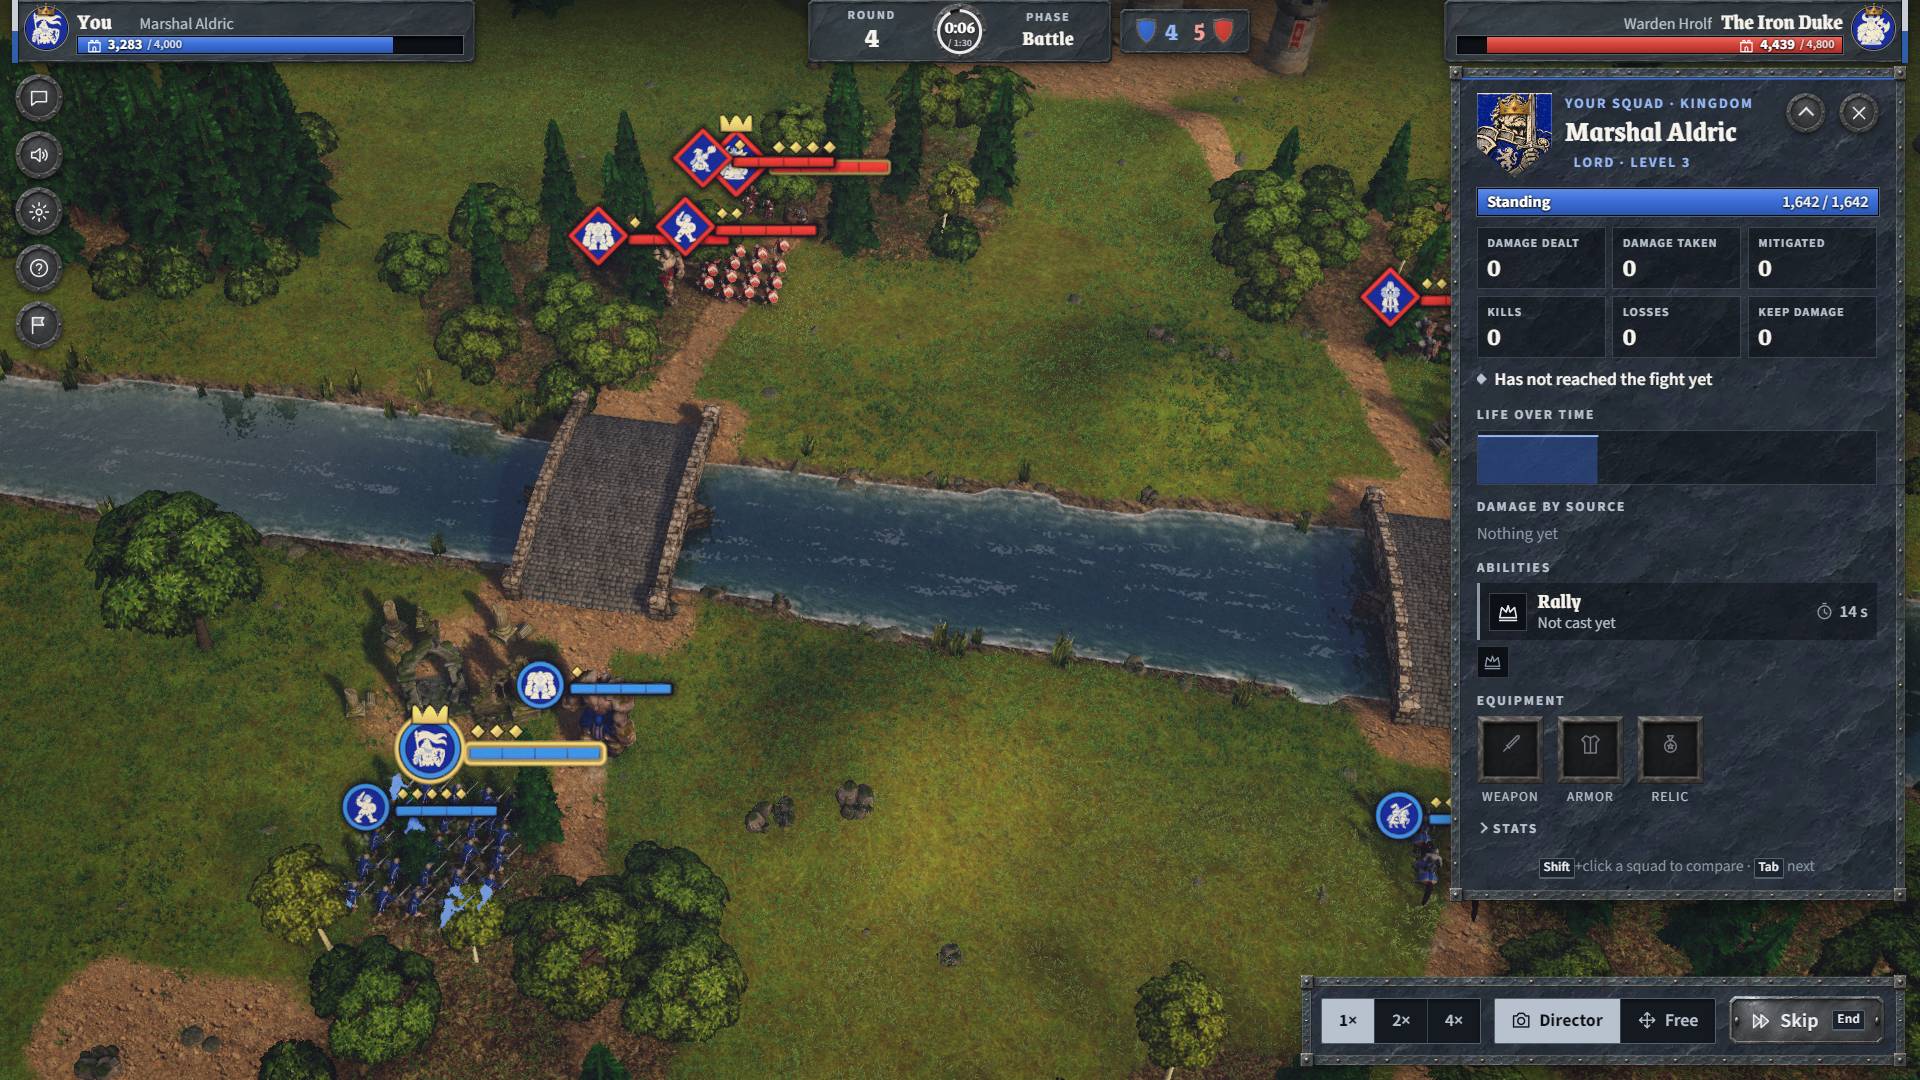 You Marshal Aldric
3,283 / 4,000
ROUND
4
0:06
/ 1:30
PHASE
Battle
4 5
Warden Hrolf The Iron Duke
4,439 / 4,800
YOUR SQUAD · KINGDOM
Marshal Aldric
LORD · LEVEL 3
Standing 1,642 / 1,642
DAMAGE DEALT
0
DAMAGE TAKEN
0
MITIGATED
0
KILLS
0
LOSSES
0
KEEP DAMAGE
0
Has not reached the fight yet
LIFE OVER TIME
DAMAGE BY SOURCE
Nothing yet
ABILITIES
Rally
Not cast yet
14 s
EQUIPMENT
WEAPON ARMOR RELIC
STATS
Shift +click a squad to compare · Tab next
1× 2× 4× Director Free Skip End